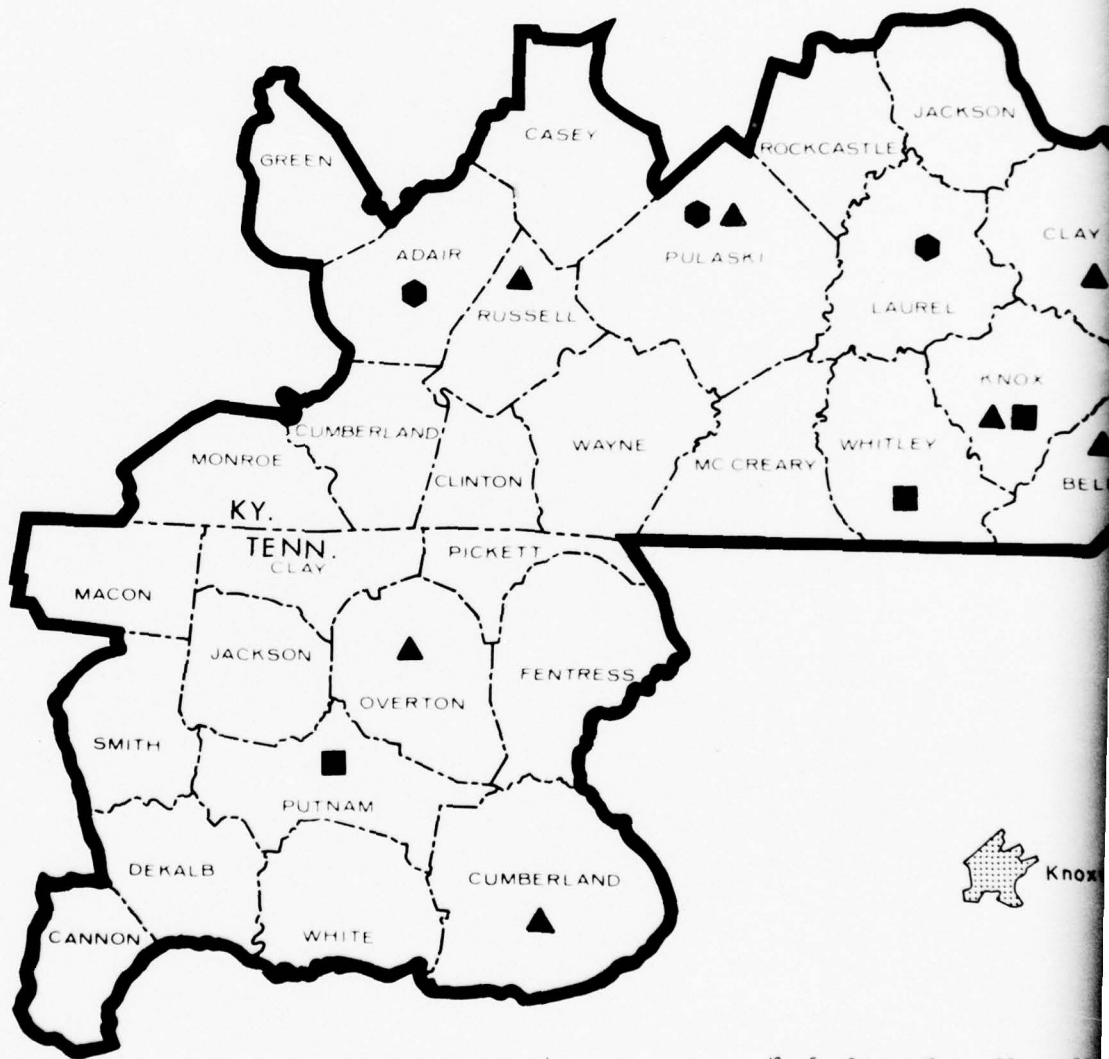 JACKSON
CASEY
ROCKCASTLE
GREEN
CLAY
ADAIR
PULASKI
LAUREL
RUSSELL
KNOX
CUMBERLAND
WAYNE
WHITLEY
MONROE
MC CREARY
CLINTON
BELL
KY.
TENN.
PICKETT
CLAY
MACON
JACKSON
FENTRESS
OVERTON
SMITH
PUTNAM
DEKALB
CUMBERLAND
CANNON
WHITE